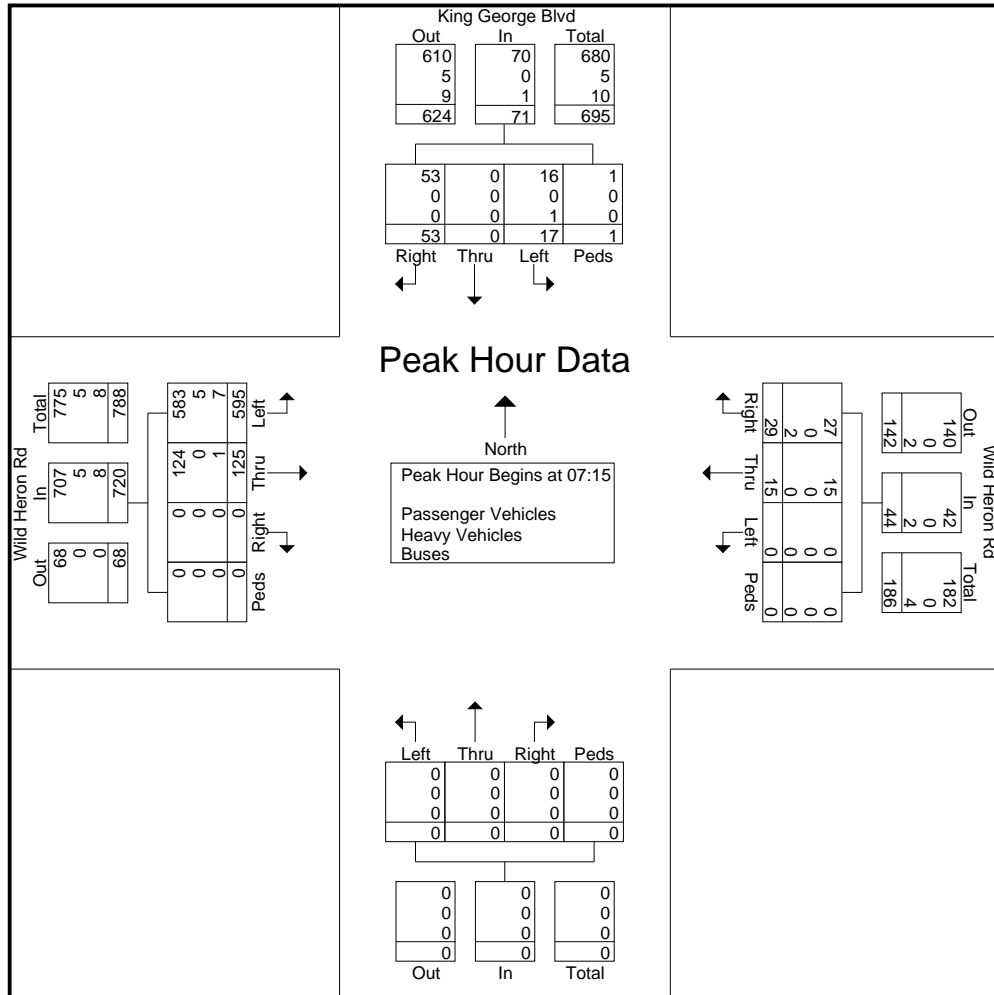 King George Blvd
Out In Total
610 70 680
5 0 5
9 1 10
624 71 695
53 0 16 1
0 0 0 0
0 0 1 0
53 0 17 1
Right Thru Left Peds
Peak Hour Data
North
Peak Hour Begins at 07:15
Passenger Vehicles
Heavy Vehicles
Buses
Wild Heron Rd
Out In Total
68 707 775
0 5 5
0 8 8
68 720 788
0 0 124 583
0 0 0 5
0 0 1 7
0 0 125 595
Peds Right Thru Left
Wild Heron Rd
Out In Total
140 42 182
0 0 0
2 2 4
142 44 186
27 15 0 0
0 0 0 0
2 0 0 0
29 15 0 0
Right Thru Left Peds
Left Thru Right Peds
0 0 0 0
0 0 0 0
0 0 0 0
0 0 0 0
0 0 0
0 0 0
0 0 0
0 0 0
Out In Total